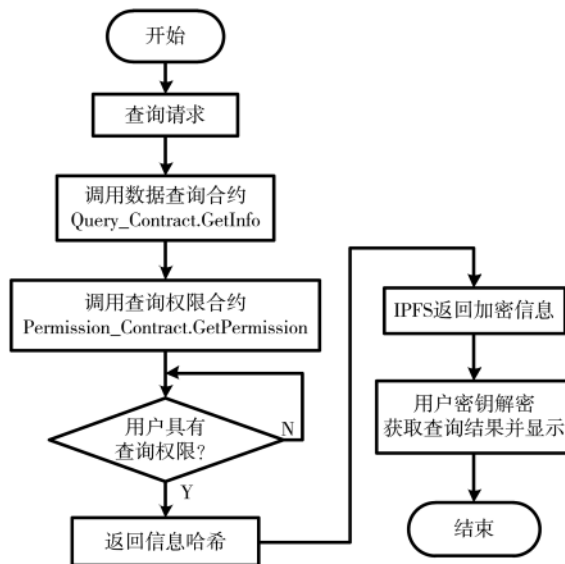 开始
查询请求
调用数据查询合约
Query_Contract.GetInfo
调用查询权限合约
Permission_Contract.GetPermission
用户具有
查询权限?
N
Y
返回信息哈希
IPFS返回加密信息
用户密钥解密
获取查询结果并显示
结束